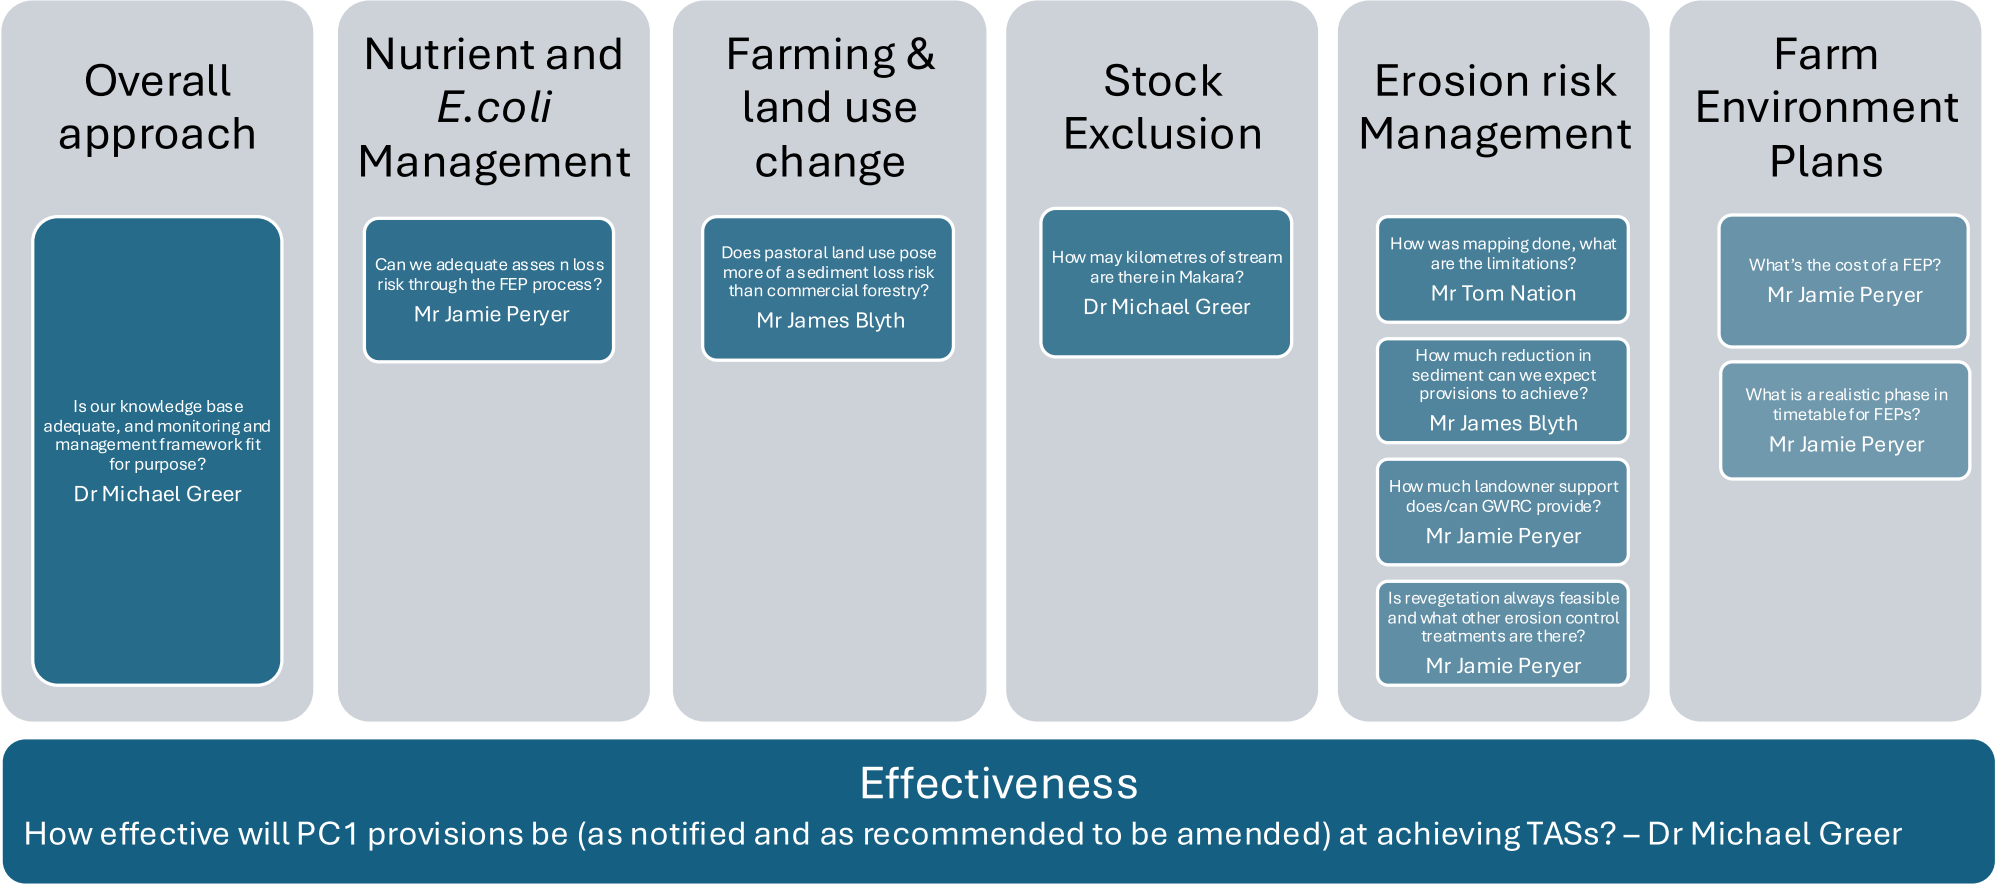 Overall
approach
Is our knowledge base
adequate, and monitoring and
management framework fit
for purpose?
Dr Michael Greer
Nutrient and
E.coli
Management
Can we adequate asses n loss
risk through the FEP process?
Mr Jamie Peryer
Farming &
land use
change
Does pastoral land use pose
more of a sediment loss risk
than commercial forestry?
Mr James Blyth
Stock
Exclusion
How may kilometres of stream
are there in Makara?
Dr Michael Greer
Erosion risk
Management
How was mapping done, what
are the limitations?
Mr Tom Nation
How much reduction in
sediment can we expect
provisions to achieve?
Mr James Blyth
How much landowner support
does/can GWRC provide?
Mr Jamie Peryer
Is revegetation always feasible
and what other erosion control
treatments are there?
Mr Jamie Peryer
Farm
Environment
Plans
What’s the cost of a FEP?
Mr Jamie Peryer
What is a realistic phase in
timetable for FEPs?
Mr Jamie Peryer
Effectiveness
How effective will PC1 provisions be (as notified and as recommended to be amended) at achieving TASs? – Dr Michael Greer